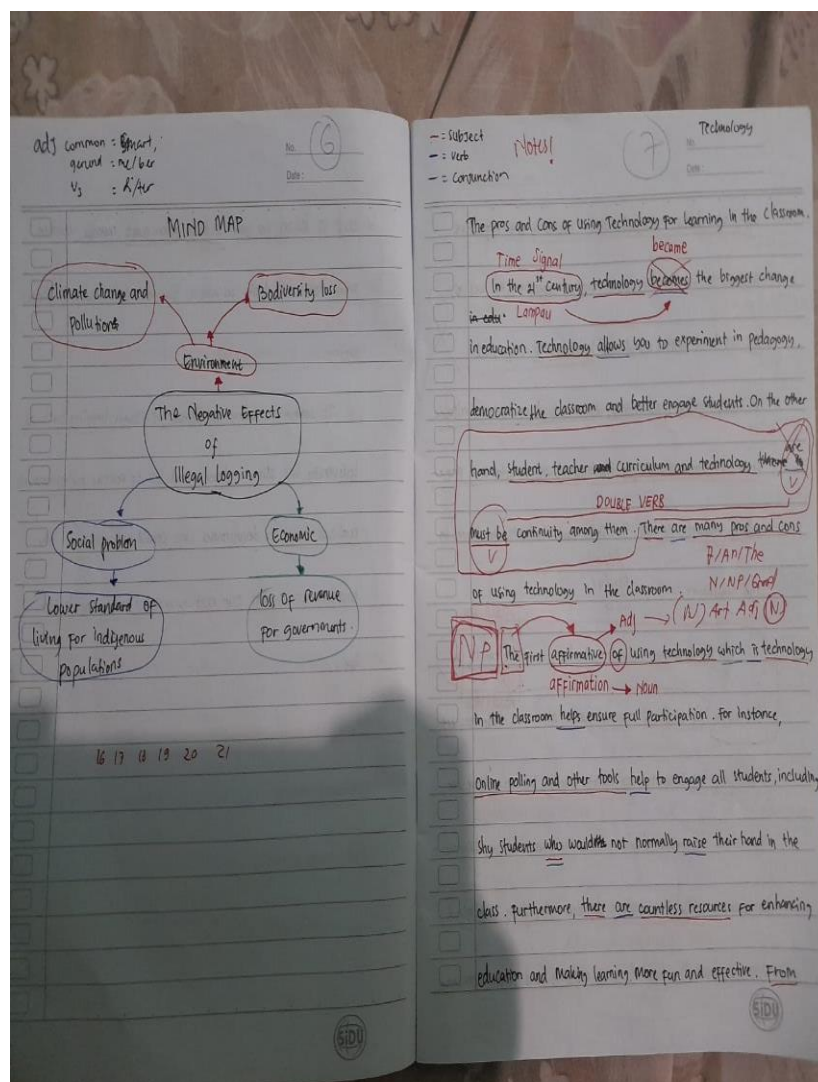 adj common = smart,
gerund = me/ber
V3 : di/ter
No.
6
Date :
MIND MAP
Climate change and
pollution
Biodiversity loss
Environment
The Negative Effects
of
Illegal logging
Social problem
Economic
Lower standard of
living for indigenous
populations
loss of revenue
for governments.
16 17 18 19 20 21
SiDU
- = Subject
- = Verb
- = Conjunction
Notes!
7
Technology
No
Date :
The pros and cons of using Technology for learning in the classroom.
Time Signal
became
In the 21st century, technology becomes the biggest change
in edu. Lampau
in education. Technology allows you to experiment in pedagogy,
democratize the classroom and better engage students. On the other
are
hand, student, teacher and curriculum and technology
V
DOUBLE VERB
must be continuity among them. There are many pros and cons
V
of using technology in the classroom.
A/An/The
N/NP/Gerund
Adj → (N) Art Adj N
NP The first affirmative of using technology which is technology
affirmation → Noun
in the classroom helps ensure full participation. For instance,
Online polling and other tools help to engage all students, including
shy students who would not normally raise their hand in the
class. Furthermore, there are countless resources for enhancing
education and making learning more fun and effective. From
SiDU